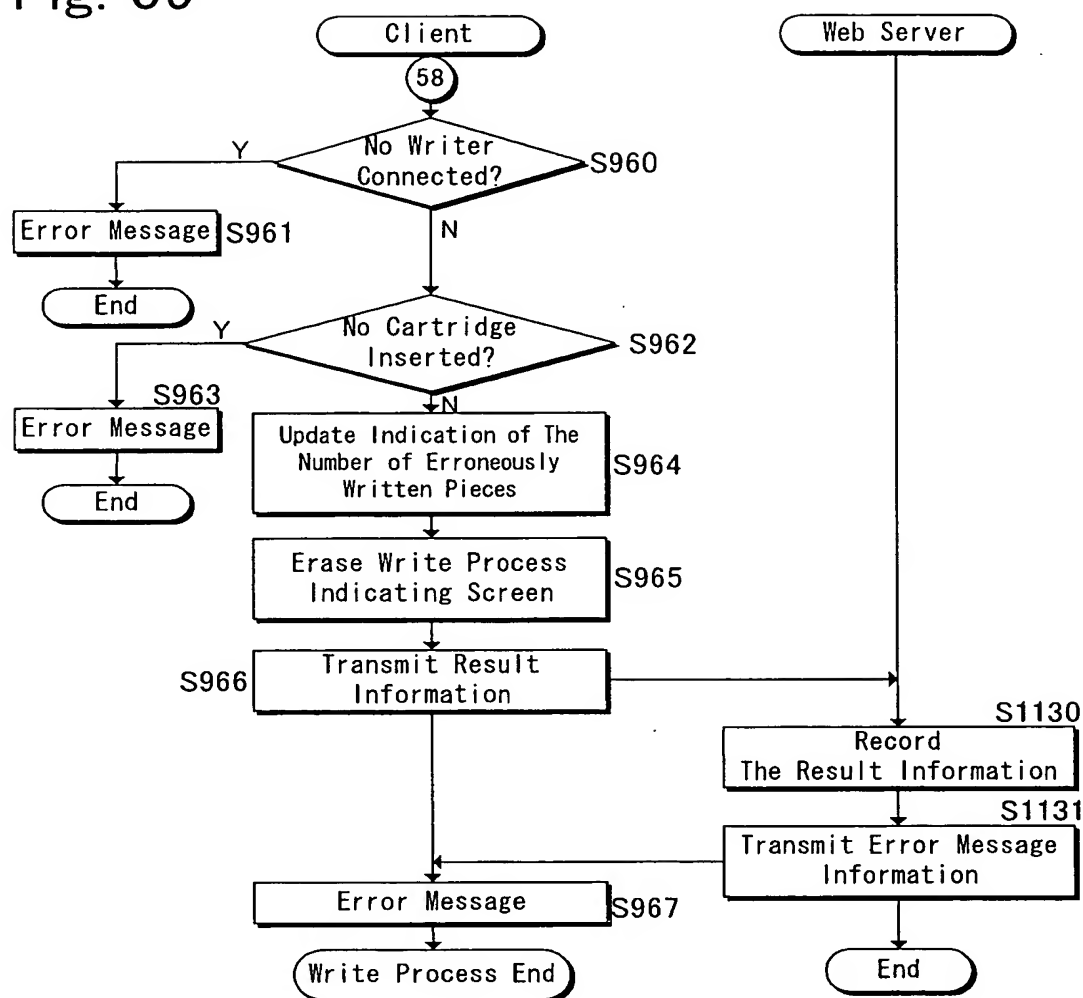 Client
Web Server
58
No Writer
Connected?
Y
S960
N
Error Message
S961
End
No Cartridge
Inserted?
Y
S962
N
S963
Error Message
End
Update Indication of The
Number of Erroneously
Written Pieces
S964
Erase Write Process
Indicating Screen
S965
S966
Transmit Result
Information
S1130
Record
The Result Information
S1131
Transmit Error Message
Information
Error Message
S967
Write Process End
End